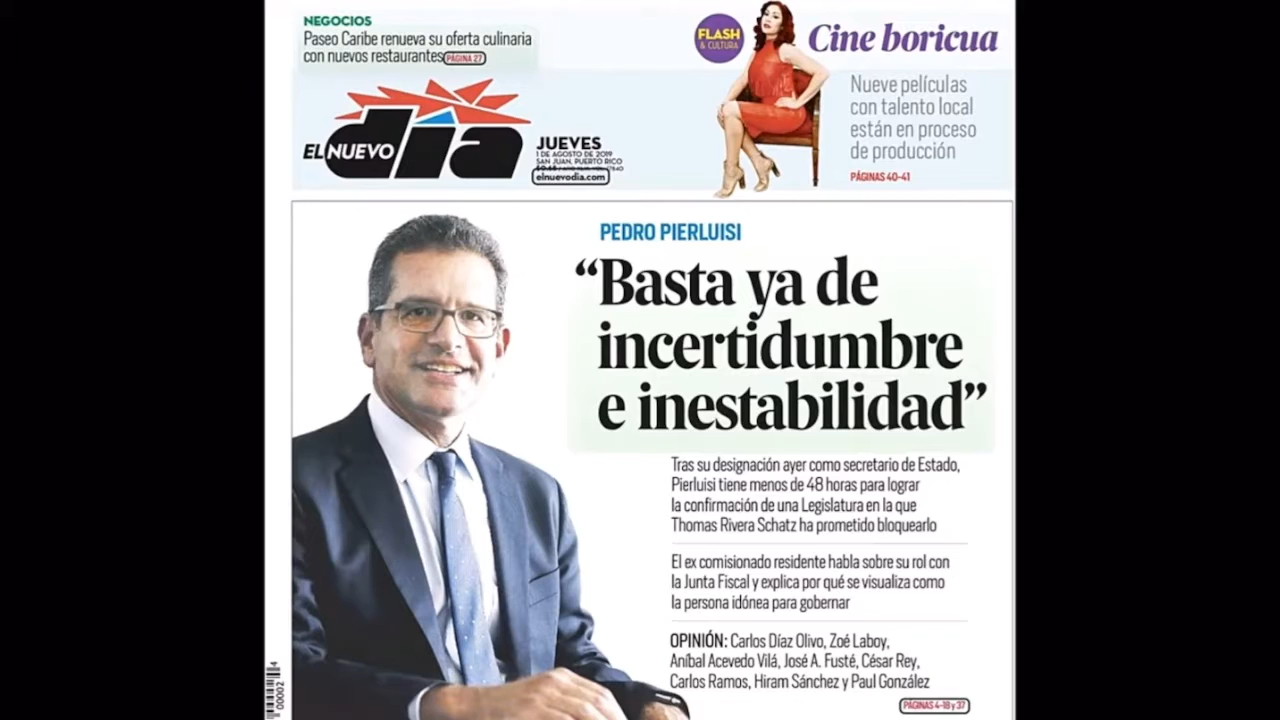 NEGOCIOS
Paseo Caribe renueva su oferta culinaria
con nuevos restaurantes PÁGINA 27
FLASH
& CULTURA
Cine boricua
Nueve películas
con talento local
están en proceso
de producción
PÁGINAS 40-41
EL NUEVO día
JUEVES
1 DE AGOSTO DE 2019
SAN JUAN, PUERTO RICO
elnuevodia.com
PEDRO PIERLUISI
“Basta ya de
incertidumbre
e inestabilidad”
Tras su designación ayer como secretario de Estado,
Pierluisi tiene menos de 48 horas para lograr
la confirmación de una Legislatura en la que
Thomas Rivera Schatz ha prometido bloquearlo
El ex comisionado residente habla sobre su rol con
la Junta Fiscal y explica por qué se visualiza como
la persona idónea para gobernar
OPINIÓN: Carlos Díaz Olivo, Zoé Laboy,
Aníbal Acevedo Vilá, José A. Fusté, César Rey,
Carlos Ramos, Hiram Sánchez y Paul González
PÁGINAS 4-18 y 37
00002
4